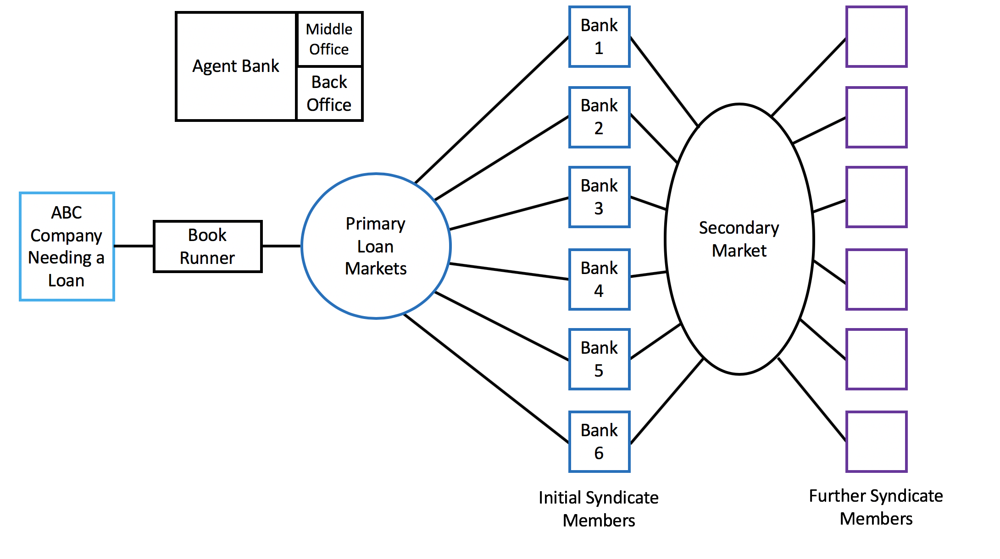 Agent Bank
Middle
Office
Back
Office
ABC
Company
Needing a
Loan
Book
Runner
Primary
Loan
Markets
Bank
1
Bank
2
Bank
3
Bank
4
Bank
5
Bank
6
Initial Syndicate
Members
Secondary
Market
Further Syndicate
Members